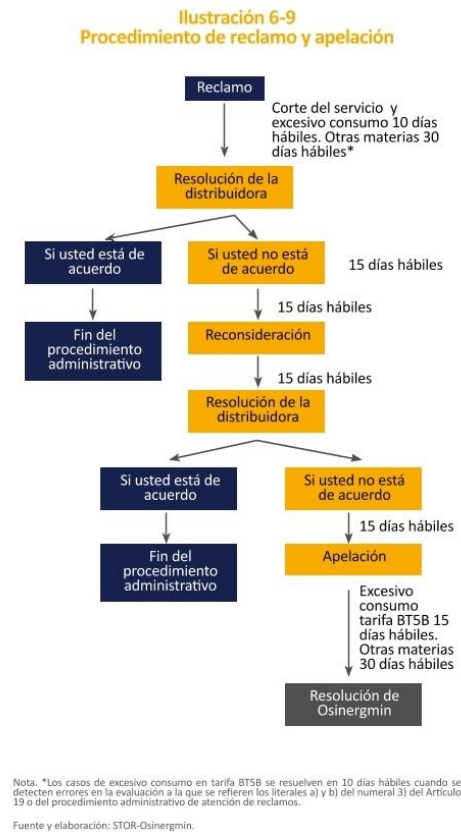 Ilustración 6-9
Procedimiento de reclamo y apelación
Reclamo
Corte del servicio y
excesivo consumo 10 días
hábiles. Otras materias 30
días hábiles*
Resolución de la
distribuidora
Si usted está de
acuerdo
Si usted no está
de acuerdo
15 días hábiles
15 días hábiles
Fin del
procedimiento
administrativo
Reconsideración
15 días hábiles
Resolución de la
distribuidora
Si usted está de
acuerdo
Si usted no está
de acuerdo
15 días hábiles
Fin del
procedimiento
administrativo
Apelación
Excesivo
consumo
tarifa BT5B 15
días hábiles.
Otras materias
30 días hábiles
Resolución de
Osinergmin
Nota. *Los casos de excesivo consumo en tarifa BT5B se resuelven en 10 días hábiles cuando se
detecten errores en la evaluación a la que se refieren los literales a) y b) del numeral 3) del Artículo
19 o del procedimiento administrativo de atención de reclamos.
Fuente y elaboración: STOR-Osinergmin.